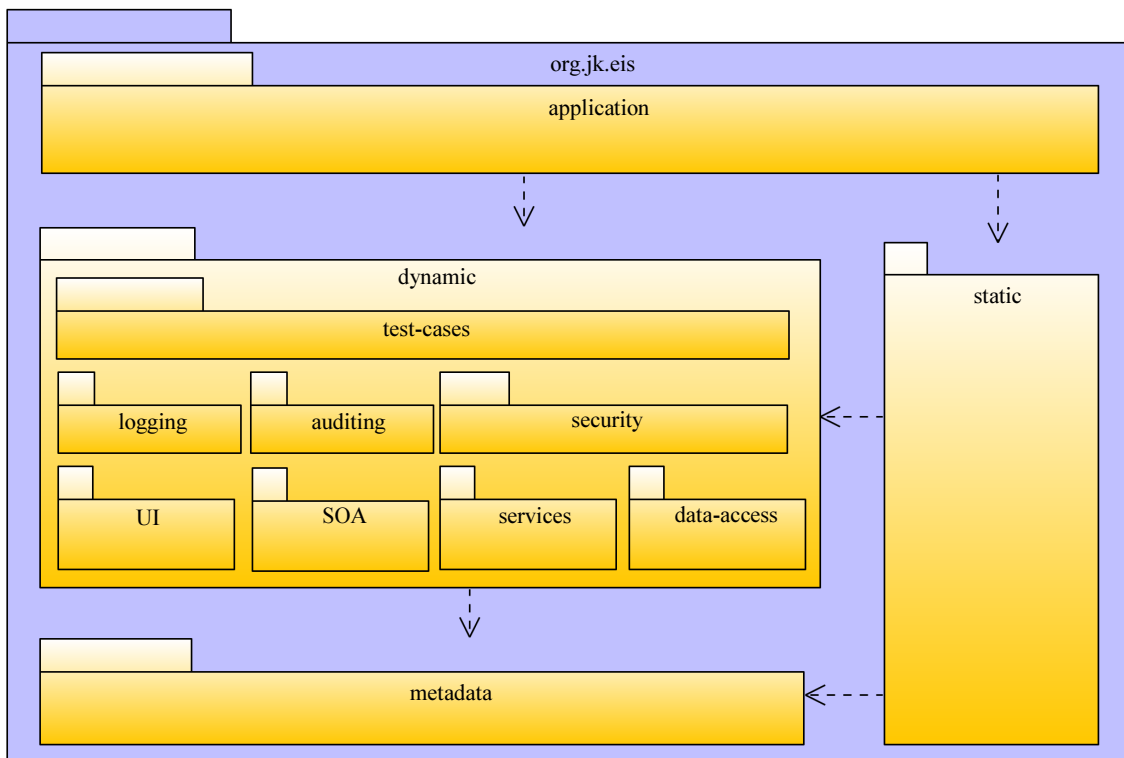 org.jk.eis
application
dynamic
static
test-cases
logging
auditing
security
UI
SOA
services
data-access
metadata